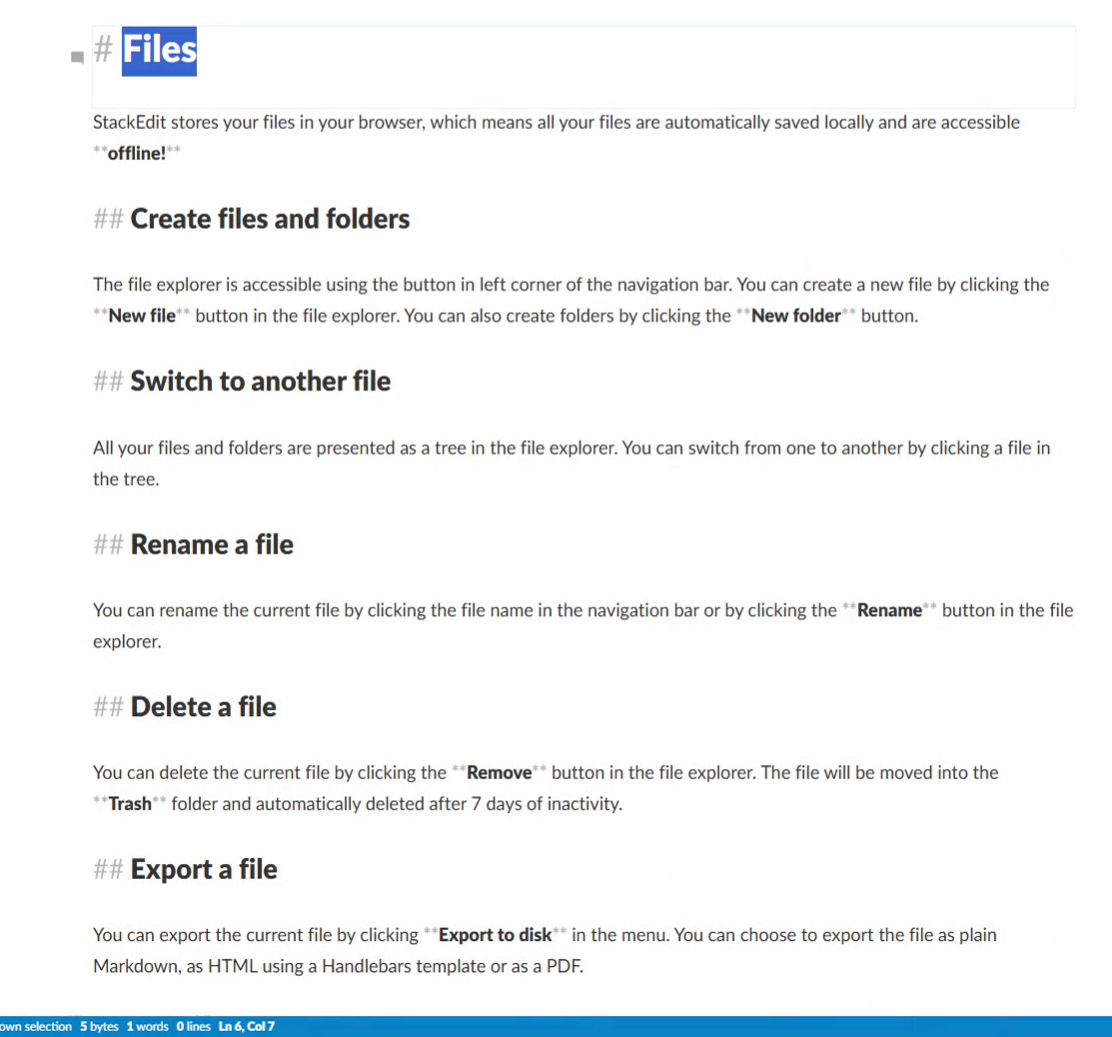 # Files
StackEdit stores your files in your browser, which means all your files are automatically saved locally and are accessible
**offline!**
## Create files and folders
The file explorer is accessible using the button in left corner of the navigation bar. You can create a new file by clicking the
**New file** button in the file explorer. You can also create folders by clicking the **New folder** button.
## Switch to another file
All your files and folders are presented as a tree in the file explorer. You can switch from one to another by clicking a file in
the tree.
## Rename a file
You can rename the current file by clicking the file name in the navigation bar or by clicking the **Rename** button in the file
explorer.
## Delete a file
You can delete the current file by clicking the **Remove** button in the file explorer. The file will be moved into the
**Trash** folder and automatically deleted after 7 days of inactivity.
## Export a file
You can export the current file by clicking **Export to disk** in the menu. You can choose to export the file as plain
Markdown, as HTML using a Handlebars template or as a PDF.
own selection 5 bytes 1 words 0 lines Ln 6, Col 7